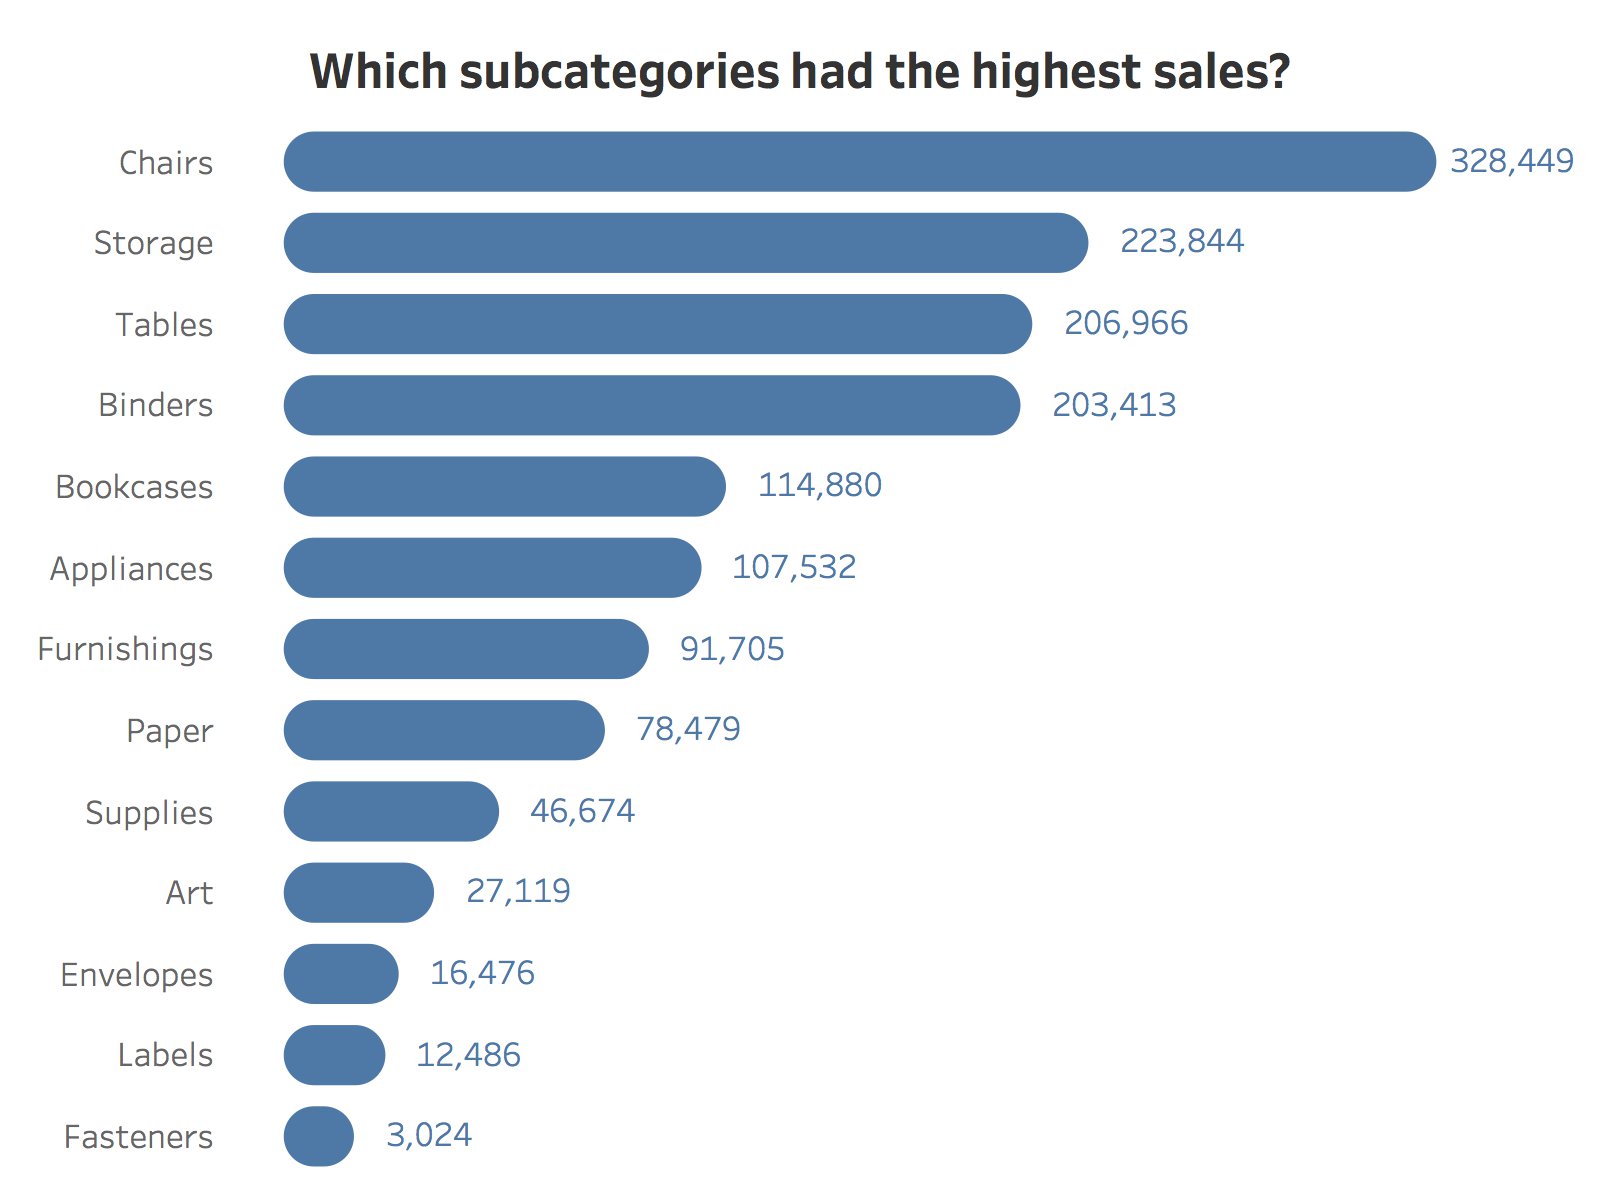 Which subcategories had the highest sales?
Chairs 328,449
Storage 223,844
Tables 206,966
Binders 203,413
Bookcases 114,880
Appliances 107,532
Furnishings 91,705
Paper 78,479
Supplies 46,674
Art 27,119
Envelopes 16,476
Labels 12,486
Fasteners 3,024